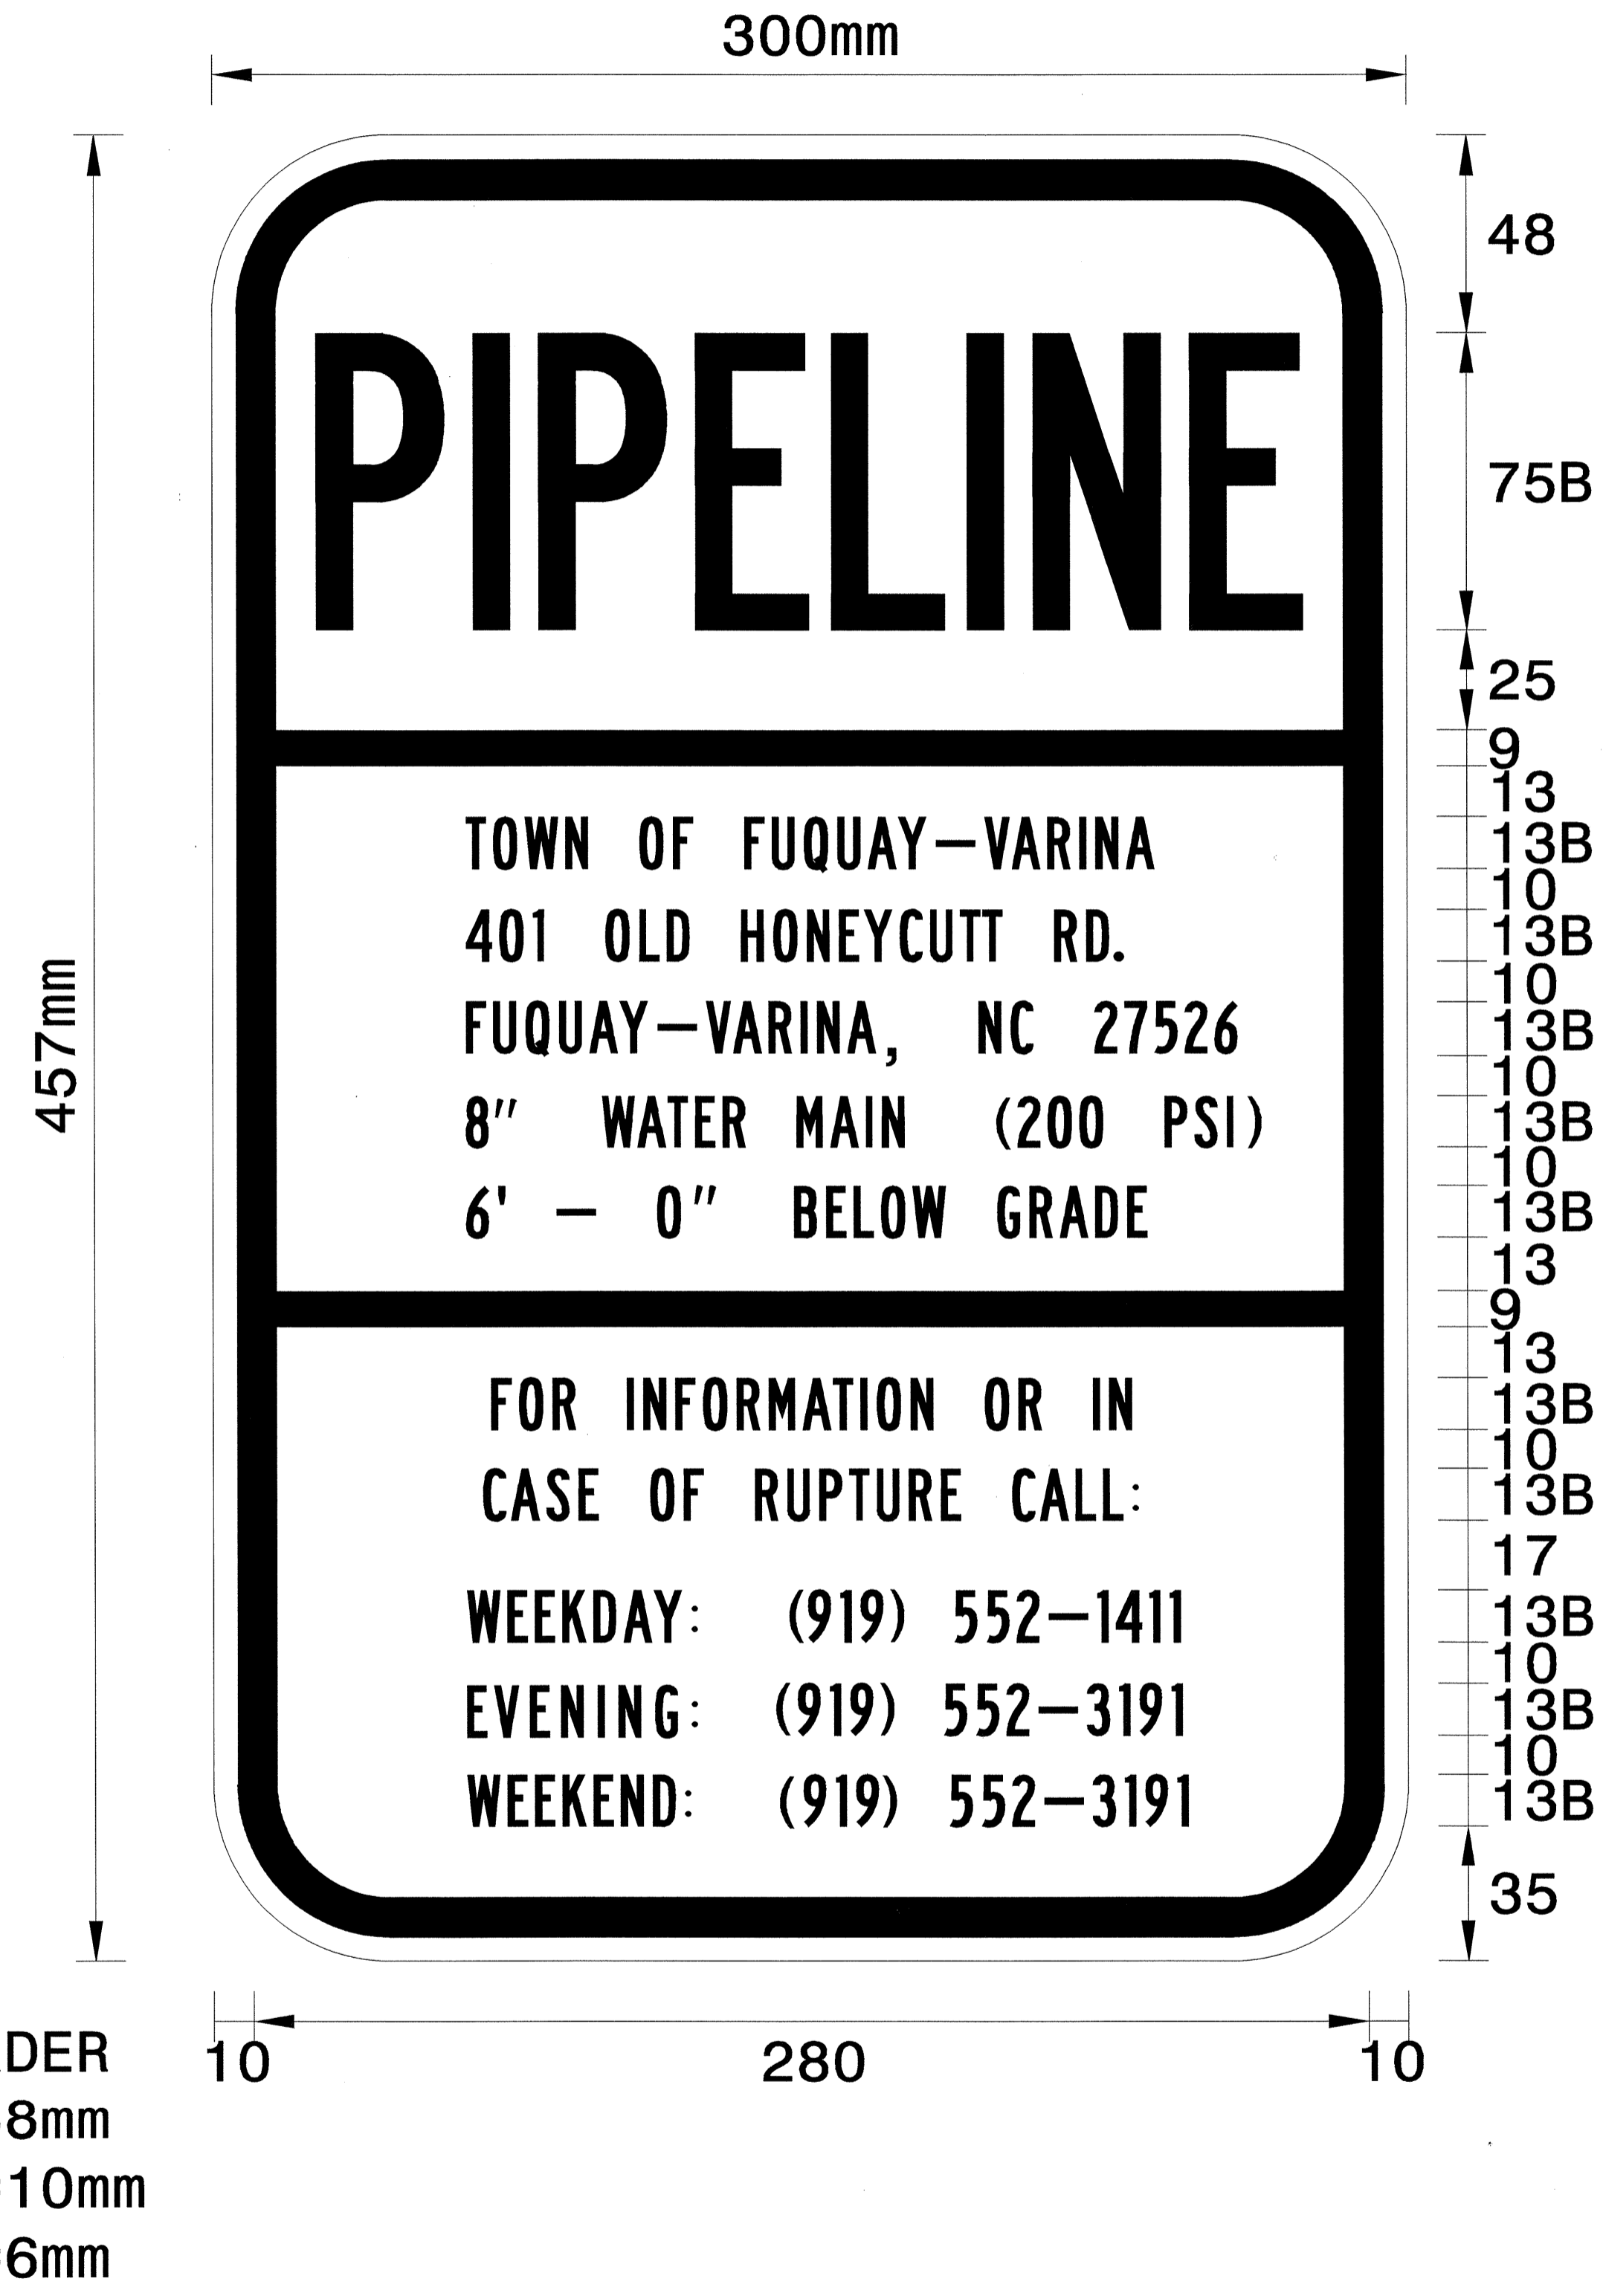 300mm
48
PIPELINE
75B
25
9
13
TOWN OF FUQUAY—VARINA
13B
10
401 OLD HONEYCUTT RD.
13B
10
FUQUAY—VARINA, NC 27526
13B
10
8" WATER MAIN (200 PSI)
13B
10
6' — 0" BELOW GRADE
13B
457mm
13
9
13
FOR INFORMATION OR IN
13B
10
CASE OF RUPTURE CALL:
13B
17
WEEKDAY: (919) 552—1411
13B
10
EVENING: (919) 552—3191
13B
10
WEEKEND: (919) 552—3191
13B
35
10 280 10
DER
8mm
10mm
6mm